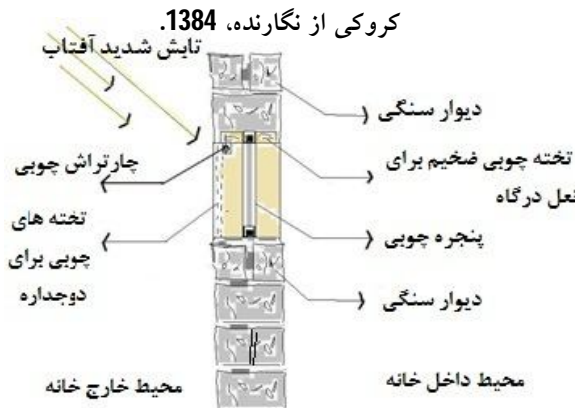 کروکی از نگارنده، 1384.
تابش شدید آفتاب
دیوار سنگی
تخته چوبی ضخیم برای
نعل درگاه
چارتراش چوبی
تخته های
چوبی برای
دوجداره
پنجره چوبی
دیوار سنگی
محیط داخل خانه
محیط خارج خانه